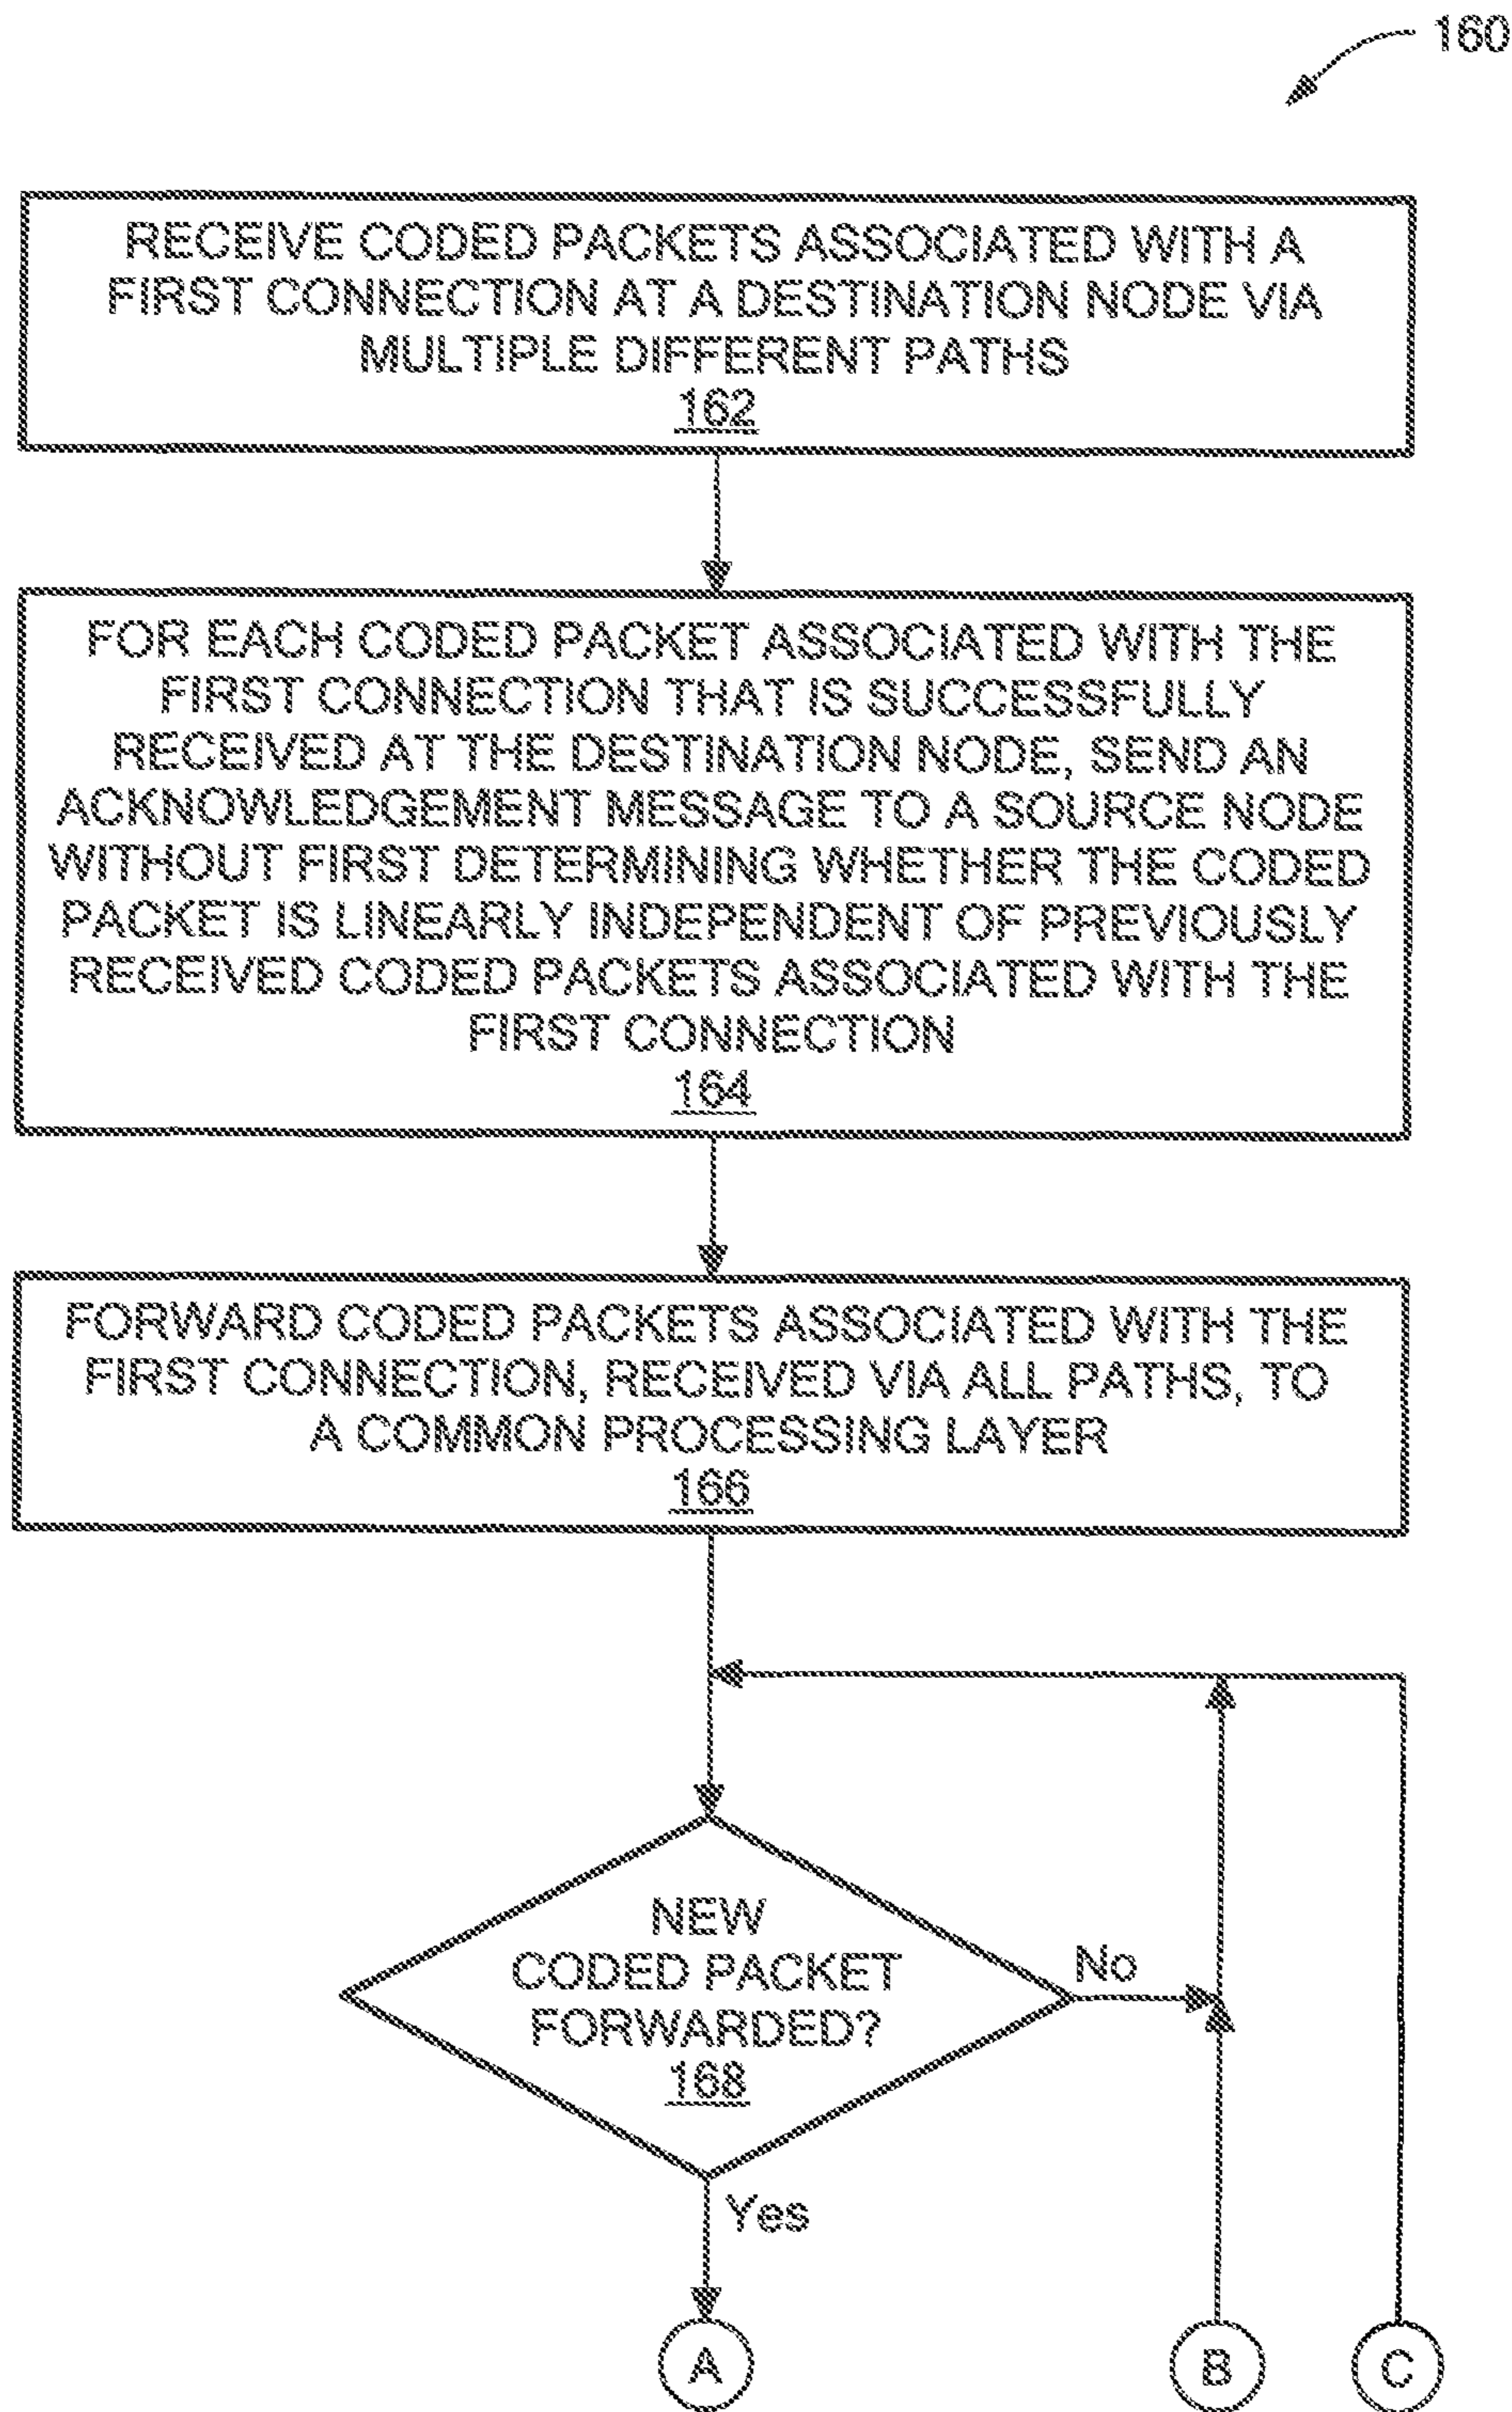 160
RECEIVE CODED PACKETS ASSOCIATED WITH A
FIRST CONNECTION AT A DESTINATION NODE VIA
MULTIPLE DIFFERENT PATHS
162
FOR EACH CODED PACKET ASSOCIATED WITH THE
FIRST CONNECTION THAT IS SUCCESSFULLY
RECEIVED AT THE DESTINATION NODE, SEND AN
ACKNOWLEDGEMENT MESSAGE TO A SOURCE NODE
WITHOUT FIRST DETERMINING WHETHER THE CODED
PACKET IS LINEARLY INDEPENDENT OF PREVIOUSLY
RECEIVED CODED PACKETS ASSOCIATED WITH THE
FIRST CONNECTION
164
FORWARD CODED PACKETS ASSOCIATED WITH THE
FIRST CONNECTION, RECEIVED VIA ALL PATHS, TO
A COMMON PROCESSING LAYER
166
NEW
CODED PACKET
FORWARDED?
168
No
Yes
A
B
C